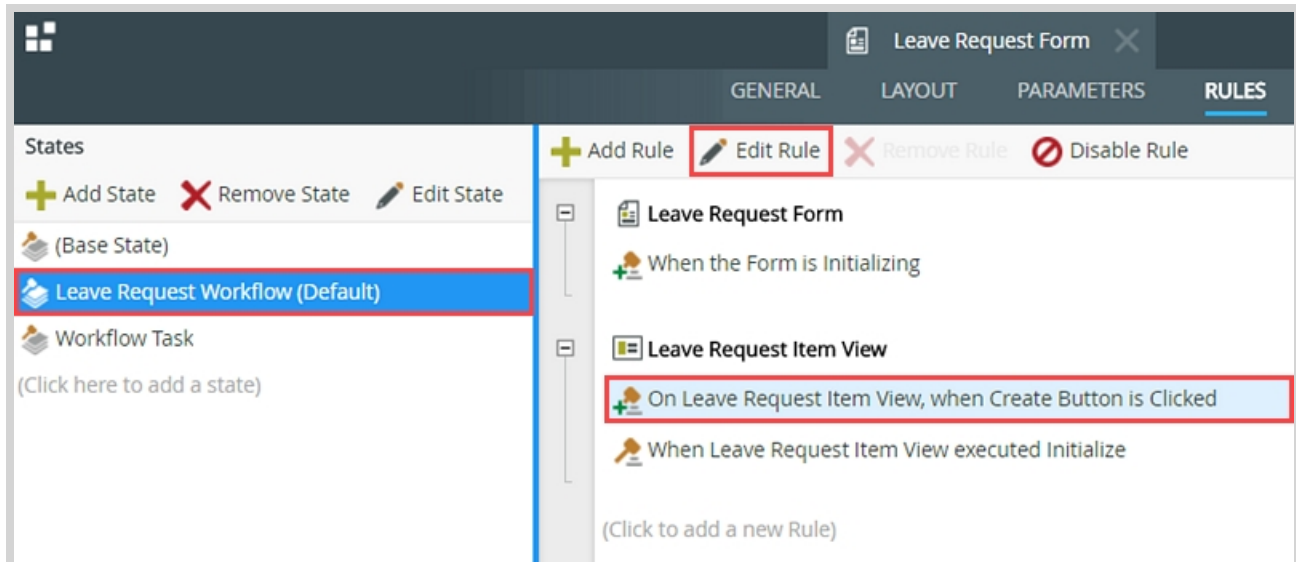 Leave Request Form
GENERAL LAYOUT PARAMETERS RULES
States
Add State Remove State Edit State
(Base State)
Leave Request Workflow (Default)
Workflow Task
(Click here to add a state)
Add Rule Edit Rule Remove Rule Disable Rule
Leave Request Form
When the Form is Initializing
Leave Request Item View
On Leave Request Item View, when Create Button is Clicked
When Leave Request Item View executed Initialize
(Click to add a new Rule)